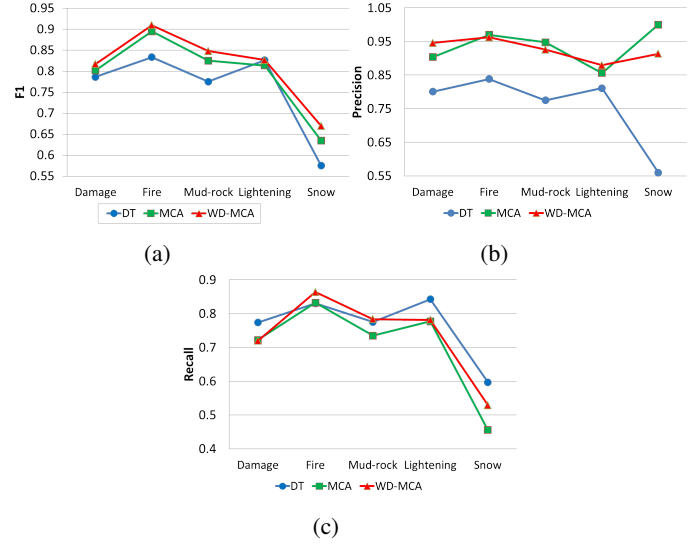 0.95
0.9
0.85
0.8
0.75
0.7
0.65
0.6
0.55
F1
Damage Fire Mud-rock Lightening Snow
DT MCA WD-MCA
(a)
1.05
0.95
0.85
0.75
0.65
0.55
Precision
Damage Fire Mud-rock Lightening Snow
DT MCA WD-MCA
(b)
0.9
0.8
0.7
0.6
0.5
0.4
Recall
Damage Fire Mud-rock Lightening Snow
DT MCA WD-MCA
(c)